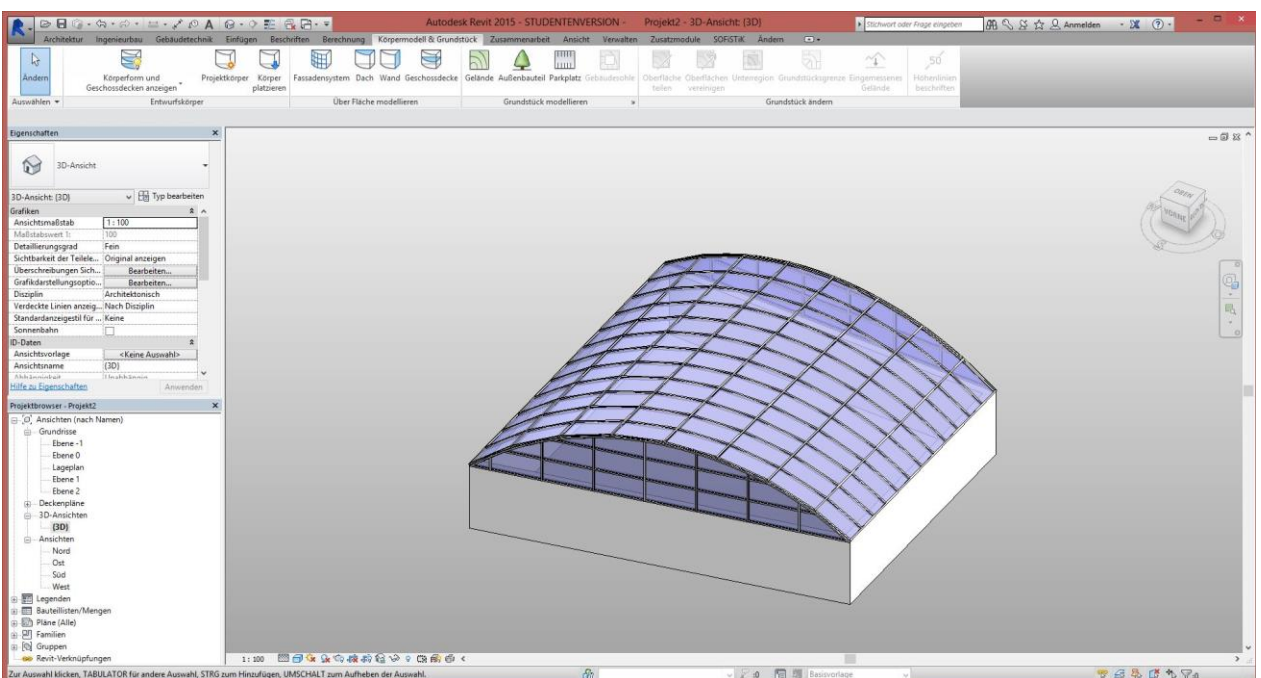 Autodesk Revit 2015 - STUDENTENVERSION - Projekt2 - 3D-Ansicht: {3D}
Stichwort oder Frage eingeben
Anmelden
Architektur Ingenieurbau Gebäudetechnik Einfügen Beschriften Berechnung Körpermodell & Grundstück Zusammenarbeit Ansicht Verwalten Zusatzmodule SOFiSTiK Ändern
Ändern
Körperform und Geschossdecken anzeigen
Projektkörper
Körper platzieren
Fassadensystem Dach Wand Geschossdecke
Gelände Außenbauteil Parkplatz Gebäudesohle
Oberfläche teilen
Oberflächen vereinigen
Unterregion
Grundstücksgrenze
Eingemessenes Gelände
50
Höhenlinien beschriften
Auswählen Entwurfskörper Über Fläche modellieren Grundstück modellieren Grundstück ändern
Eigenschaften
3D-Ansicht
3D-Ansicht: {3D} Typ bearbeiten
Grafiken
Ansichtsmaßstab 1 : 100
Maßstabswert 1: 100
Detaillierungsgrad Fein
Sichtbarkeit der Teilele... Original anzeigen
Überschreibungen Sich... Bearbeiten...
Grafikdarstellungsoptio... Bearbeiten...
Disziplin Architektonisch
Verdeckte Linien anzeig... Nach Disziplin
Standardanzeigestil für ... Keine
Sonnenbahn
ID-Daten
Ansichtsvorlage <Keine Auswahl>
Ansichtsname {3D}
Abhängigkeit Unabhängig
Hilfe zu Eigenschaften Anwenden
Projektbrowser - Projekt2
Ansichten (nach Namen)
Grundrisse
Ebene -1
Ebene 0
Lageplan
Ebene 1
Ebene 2
Deckenpläne
3D-Ansichten
{3D}
Ansichten
Nord
Ost
Süd
West
Legenden
Bauteillisten/Mengen
Pläne (Alle)
Familien
Gruppen
Revit-Verknüpfungen
OBEN
VORNE
1 : 100
Zur Auswahl klicken, TABULATOR für andere Auswahl, STRG zum Hinzufügen, UMSCHALT zum Aufheben der Auswahl.
:0
Basisvorlage